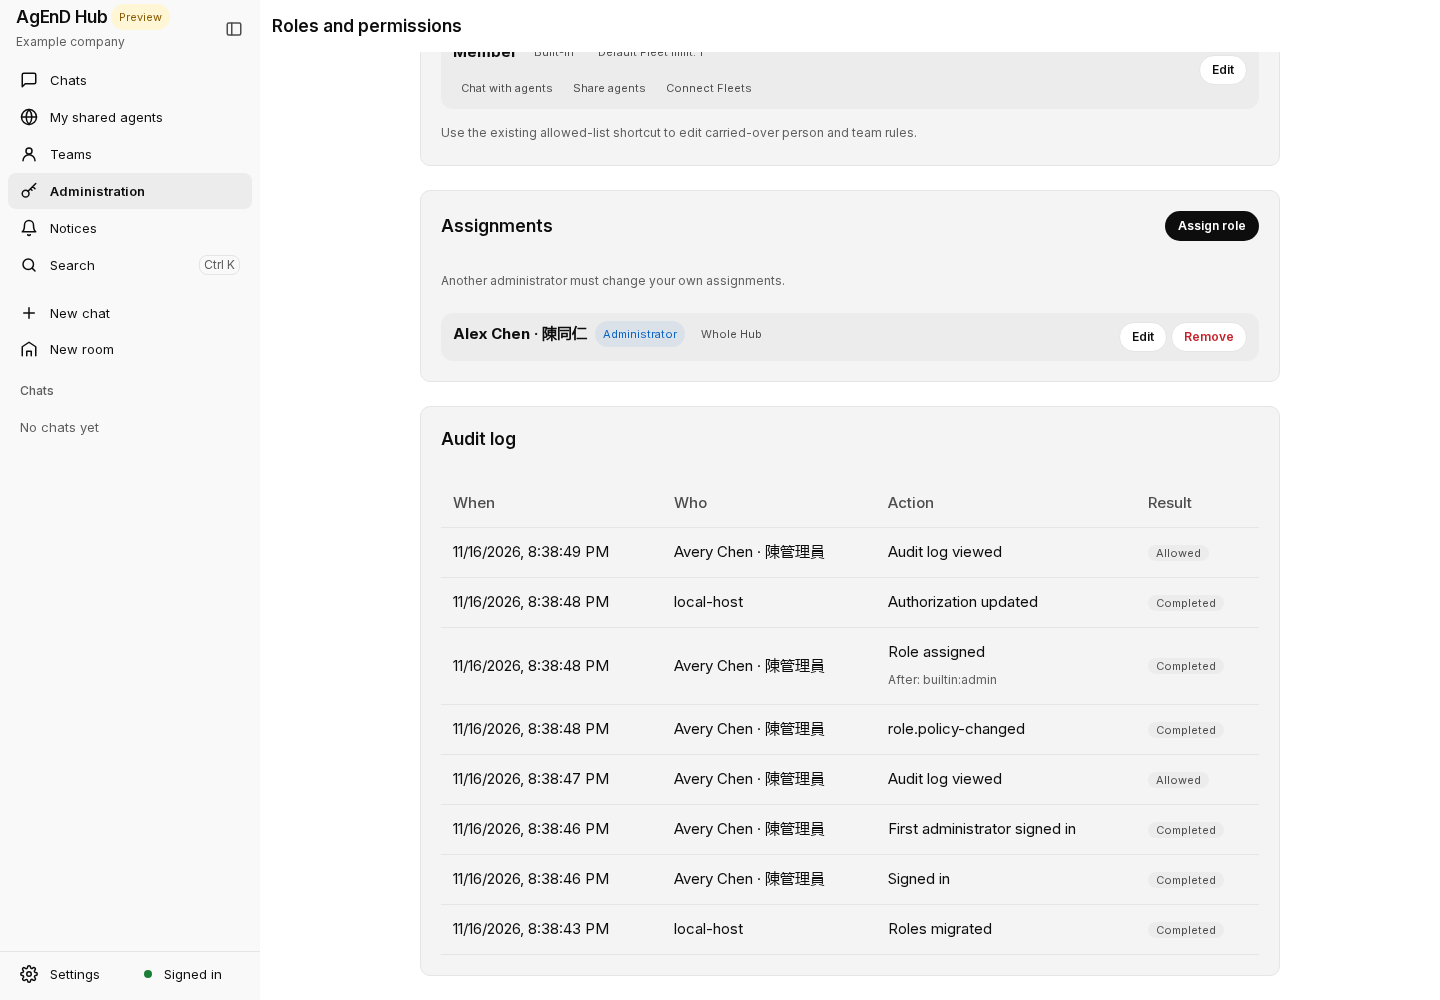 AgEnD Hub Preview
Example company
Chats
My shared agents
Teams
Administration
Notices
Search Ctrl K
New chat
New room
Chats
No chats yet
Settings Signed in
Roles and permissions
Member Built-in Default Fleet limit: 1
Edit
Chat with agents Share agents Connect Fleets
Use the existing allowed-list shortcut to edit carried-over person and team rules.
Assignments Assign role
Another administrator must change your own assignments.
Alex Chen · 陳同仁 Administrator Whole Hub Edit Remove
Audit log
When Who Action Result
11/16/2026, 8:38:49 PM Avery Chen · 陳管理員 Audit log viewed Allowed
11/16/2026, 8:38:48 PM local-host Authorization updated Completed
11/16/2026, 8:38:48 PM Avery Chen · 陳管理員 Role assigned Completed
After: builtin:admin
11/16/2026, 8:38:48 PM Avery Chen · 陳管理員 role.policy-changed Completed
11/16/2026, 8:38:47 PM Avery Chen · 陳管理員 Audit log viewed Allowed
11/16/2026, 8:38:46 PM Avery Chen · 陳管理員 First administrator signed in Completed
11/16/2026, 8:38:46 PM Avery Chen · 陳管理員 Signed in Completed
11/16/2026, 8:38:43 PM local-host Roles migrated Completed